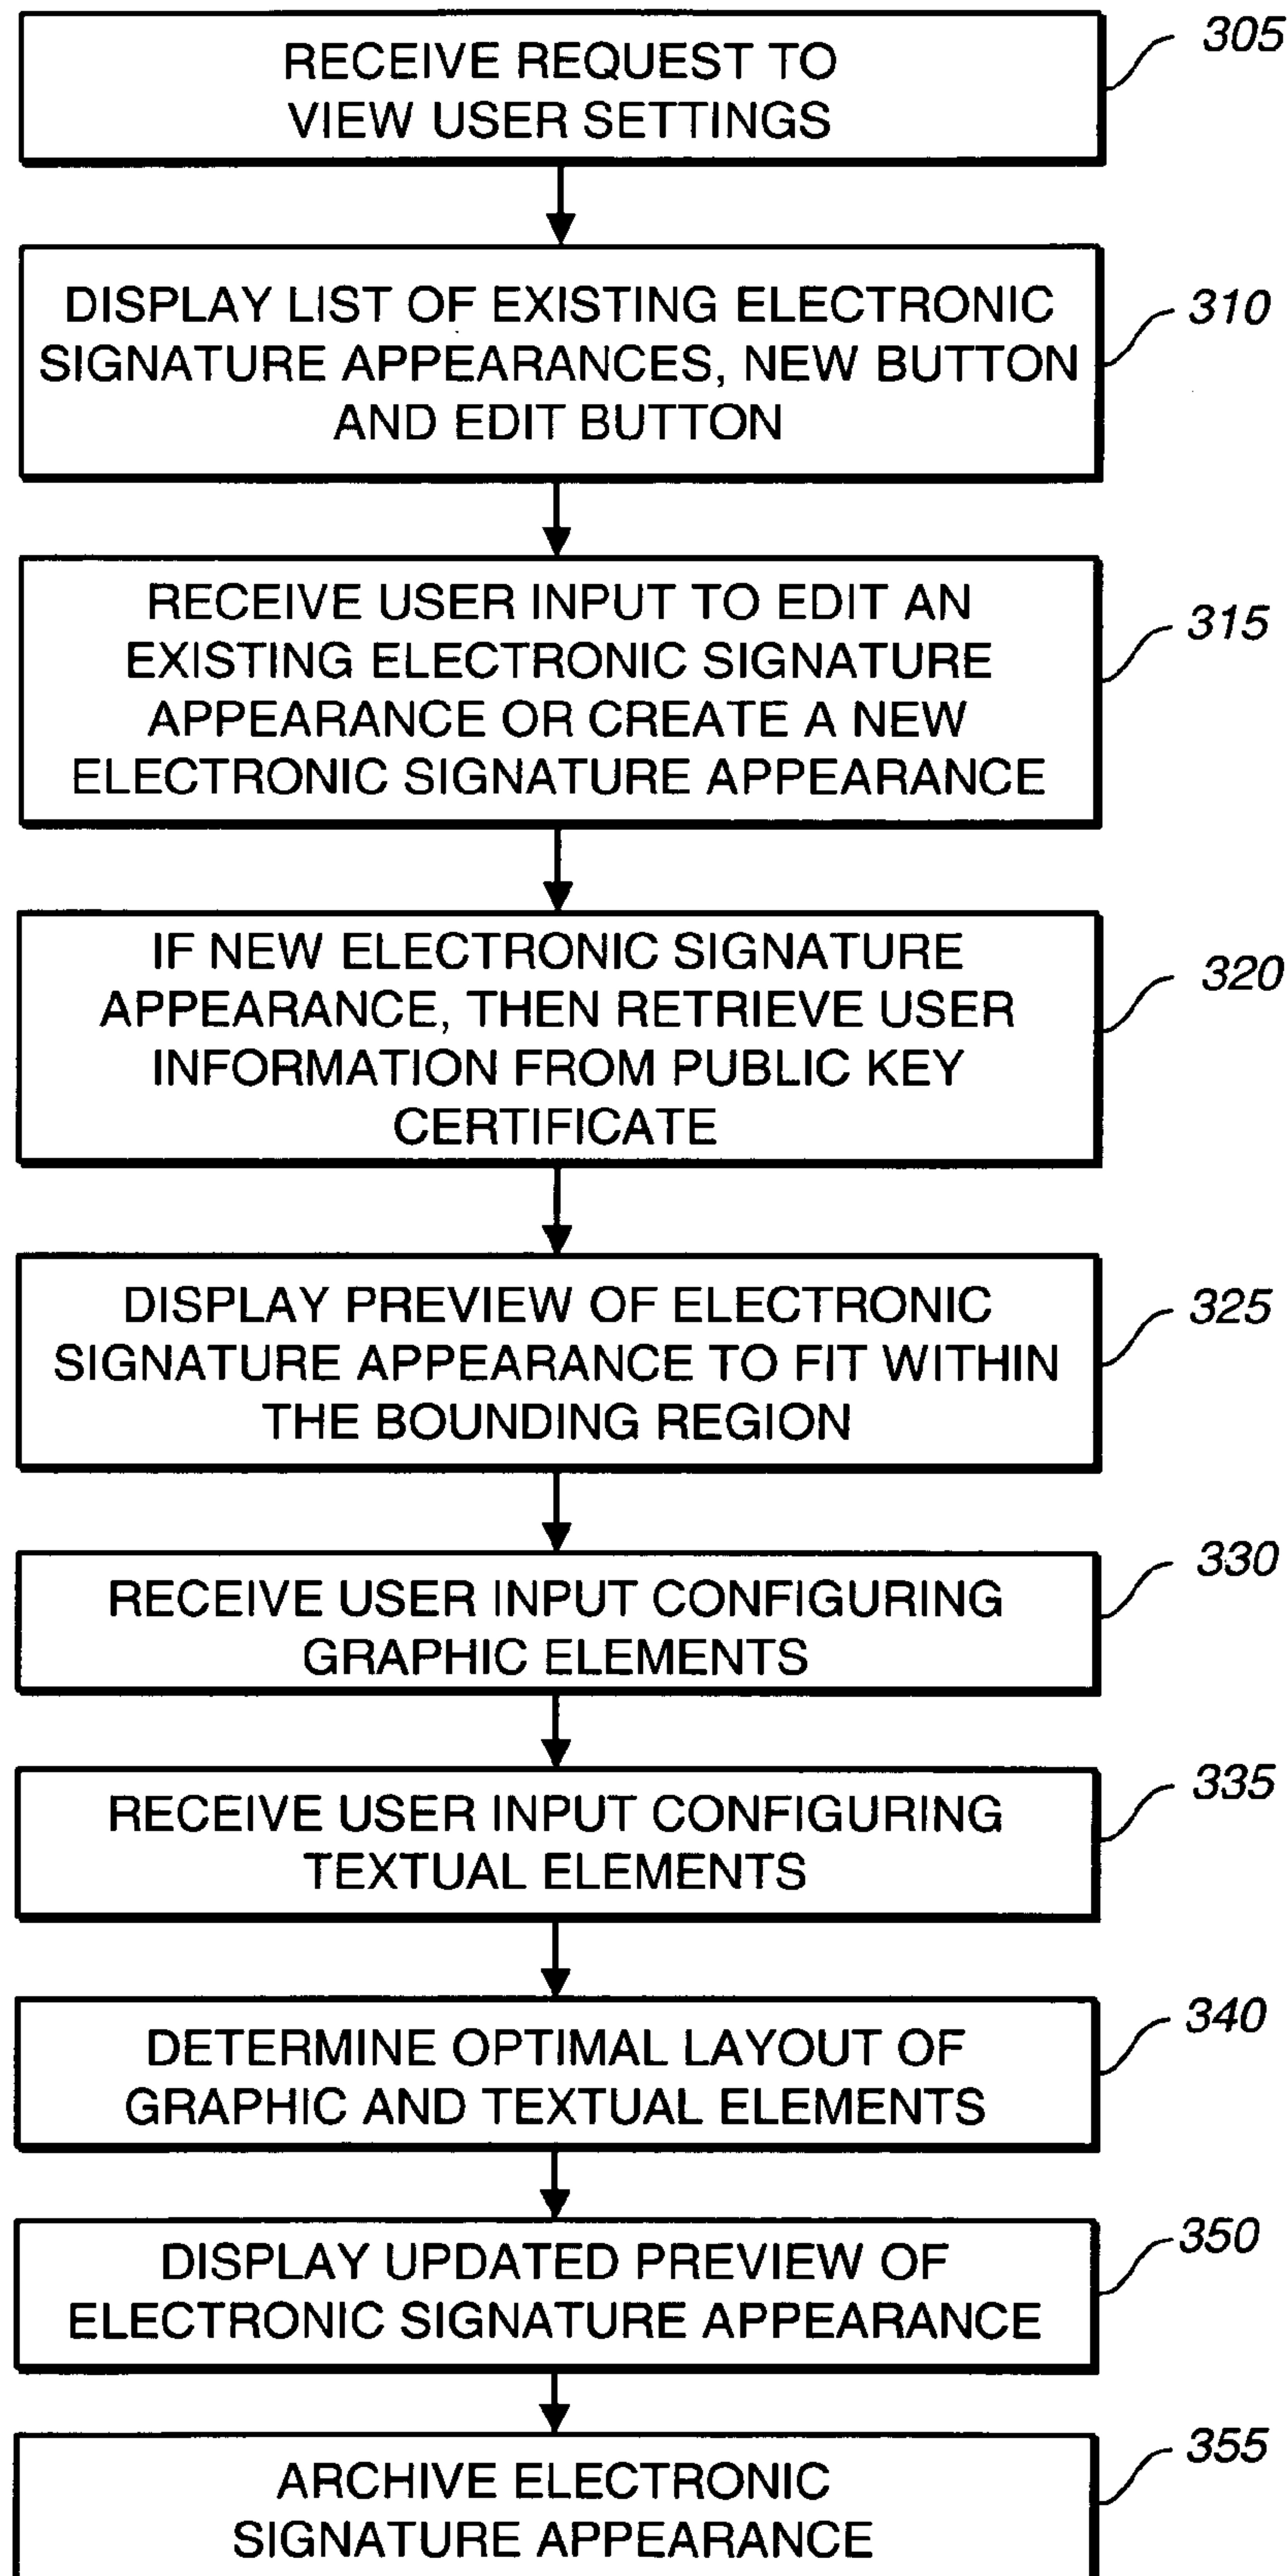 RECEIVE REQUEST TO
VIEW USER SETTINGS
305
DISPLAY LIST OF EXISTING ELECTRONIC
SIGNATURE APPEARANCES, NEW BUTTON
AND EDIT BUTTON
310
RECEIVE USER INPUT TO EDIT AN
EXISTING ELECTRONIC SIGNATURE
APPEARANCE OR CREATE A NEW
ELECTRONIC SIGNATURE APPEARANCE
315
IF NEW ELECTRONIC SIGNATURE
APPEARANCE, THEN RETRIEVE USER
INFORMATION FROM PUBLIC KEY
CERTIFICATE
320
DISPLAY PREVIEW OF ELECTRONIC
SIGNATURE APPEARANCE TO FIT WITHIN
THE BOUNDING REGION
325
RECEIVE USER INPUT CONFIGURING
GRAPHIC ELEMENTS
330
RECEIVE USER INPUT CONFIGURING
TEXTUAL ELEMENTS
335
DETERMINE OPTIMAL LAYOUT OF
GRAPHIC AND TEXTUAL ELEMENTS
340
DISPLAY UPDATED PREVIEW OF
ELECTRONIC SIGNATURE APPEARANCE
350
ARCHIVE ELECTRONIC
SIGNATURE APPEARANCE
355